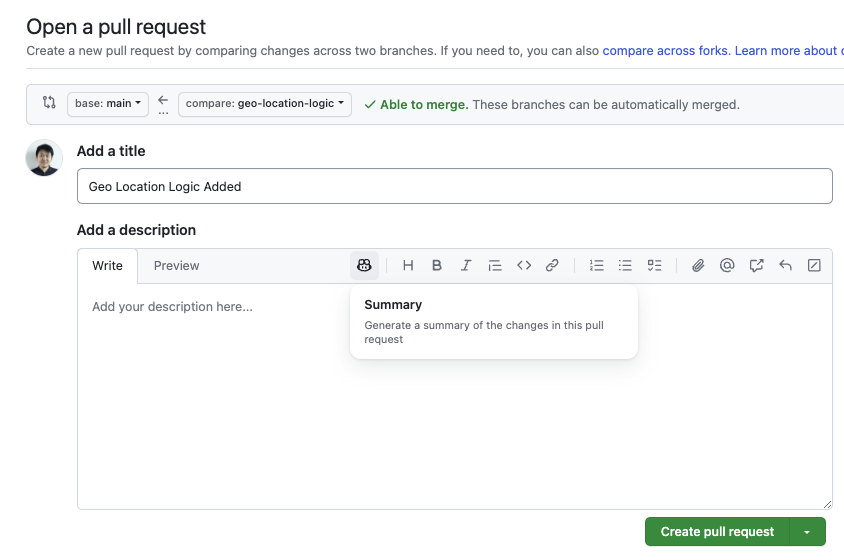 Open a pull request
Create a new pull request by comparing changes across two branches. If you need to, you can also compare across forks. Learn more about
base: main
compare: geo-location-logic
Able to merge. These branches can be automatically merged.
Add a title
Geo Location Logic Added
Add a description
Write Preview
Add your description here...
Summary
Generate a summary of the changes in this pull
request
Create pull request